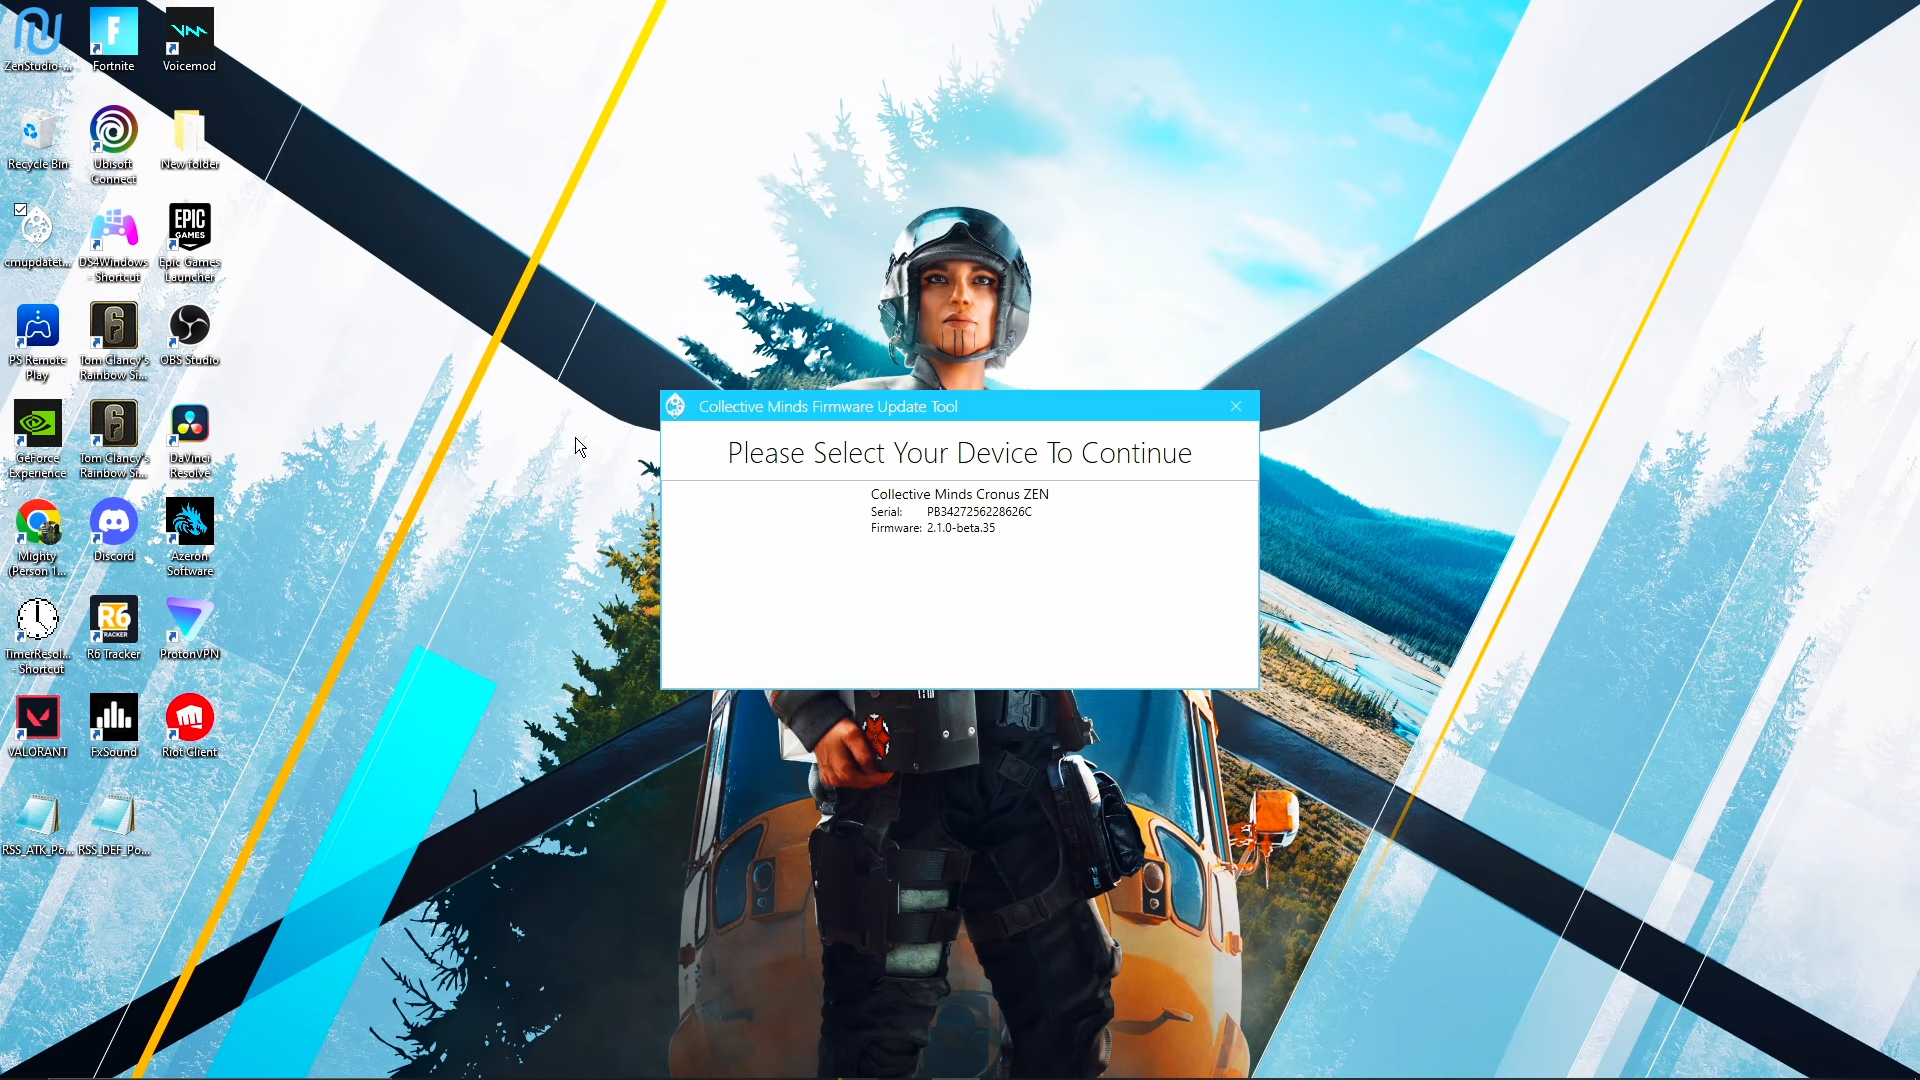 ZenStudio-...
Fortnite
Voicemod
Recycle Bin
Ubisoft
Connect
New folder
cmupdatet...
DS4Windows
- Shortcut
EPIC
GAMES
Epic Games
Launcher
PS Remote
Play
Tom Clancy's
Rainbow Si...
OBS Studio
GeForce
Experience
Tom Clancy's
Rainbow Si...
DaVinci
Resolve
Mighty
(Person 1...
Discord
Azeron
Software
TimerResol...
- Shortcut
R6
TRACKER
R6 Tracker
ProtonVPN
VALORANT
FxSound
Riot Client
RSS_ATK_Po...
RSS_DEF_Po...
Collective Minds Firmware Update Tool
Please Select Your Device To Continue
Collective Minds Cronus ZEN
Serial: PB3427256228626C
Firmware: 2.1.0-beta.35